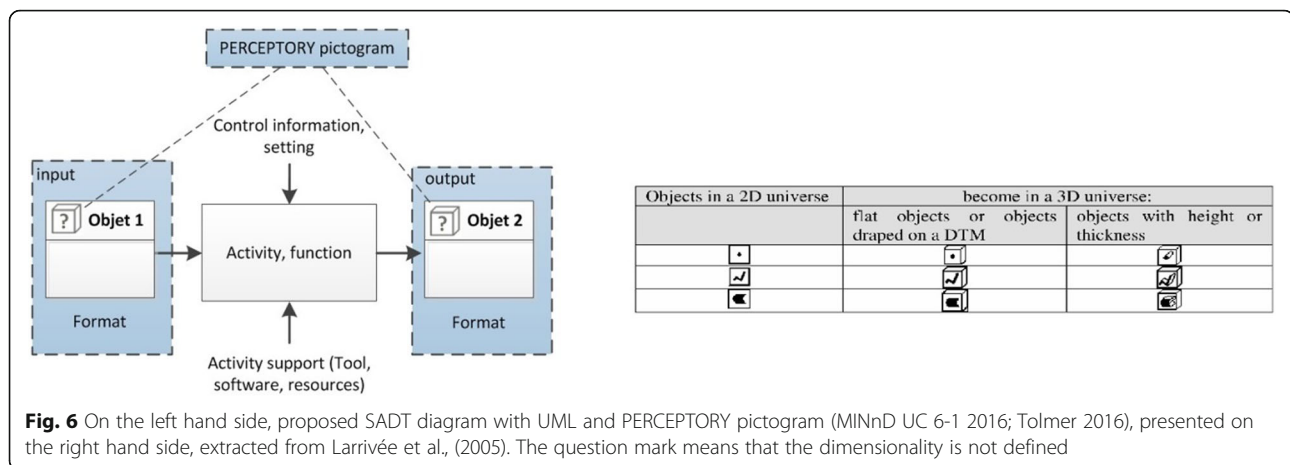 PERCEPTORY pictogram
Control information,
setting
input
? Objet 1
Format
Activity, function
output
? Objet 2
Format
Activity support (Tool,
software, resources)
Objects in a 2D universe
become in a 3D universe:
flat objects or objects
draped on a DTM
objects with height or
thickness
Fig. 6 On the left hand side, proposed SADT diagram with UML and PERCEPTORY pictogram (MINnD UC 6-1 2016; Tolmer 2016), presented on
the right hand side, extracted from Larrivée et al., (2005). The question mark means that the dimensionality is not defined